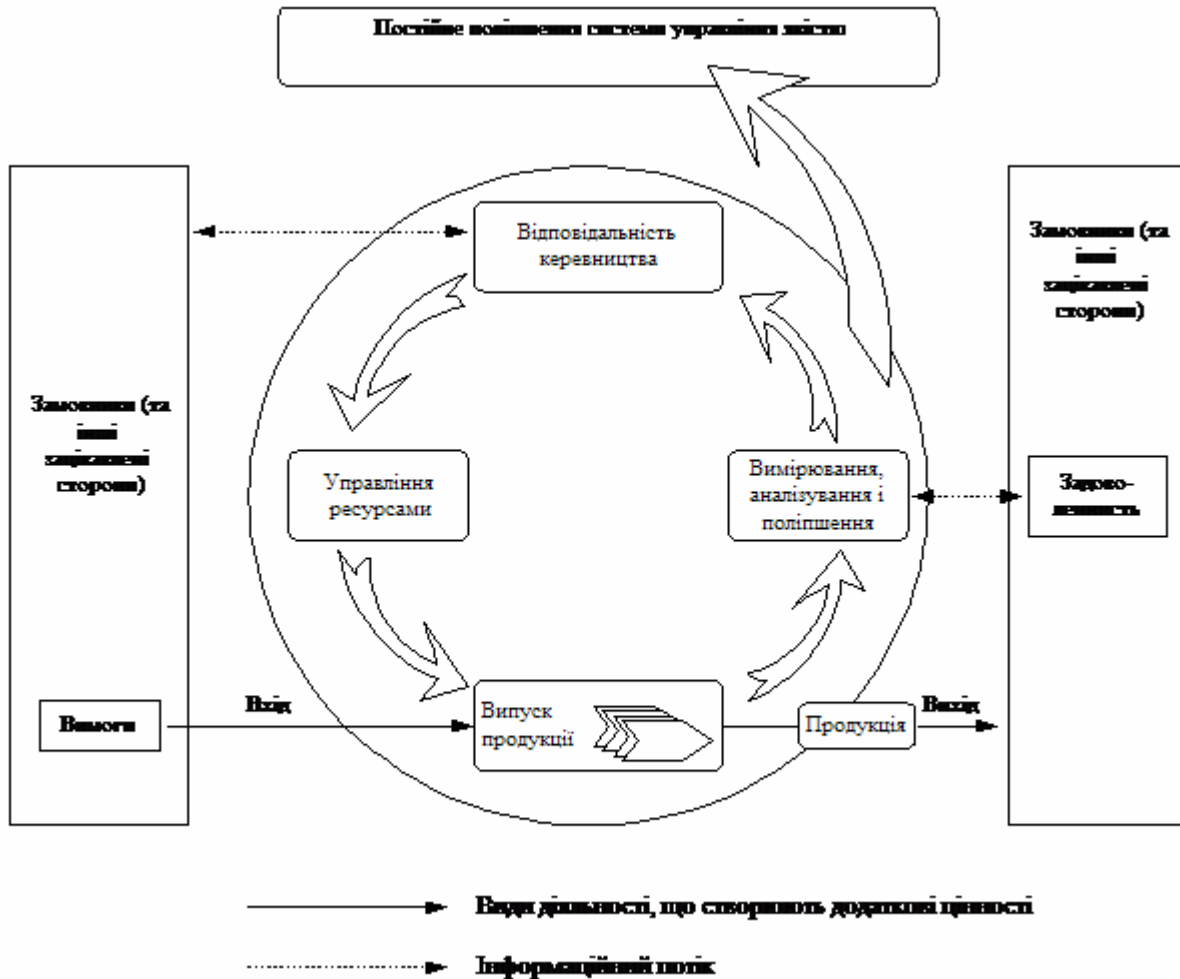 Постійне поліпшення системи управління якістю
Відповідальність
керевництва
Замовники (та
інші
зацікавлені
сторони)
Замовники (та
інші
зацікавлені
сторони)
Управління
ресурсами
Вимірювання,
аналізування і
поліпшення
Задово-
леність
Вимоги
Вхід
Випуск
продукції
Продукція
Вихід
Види діяльності, що створюють додаткові цінності
Інформаційний потік